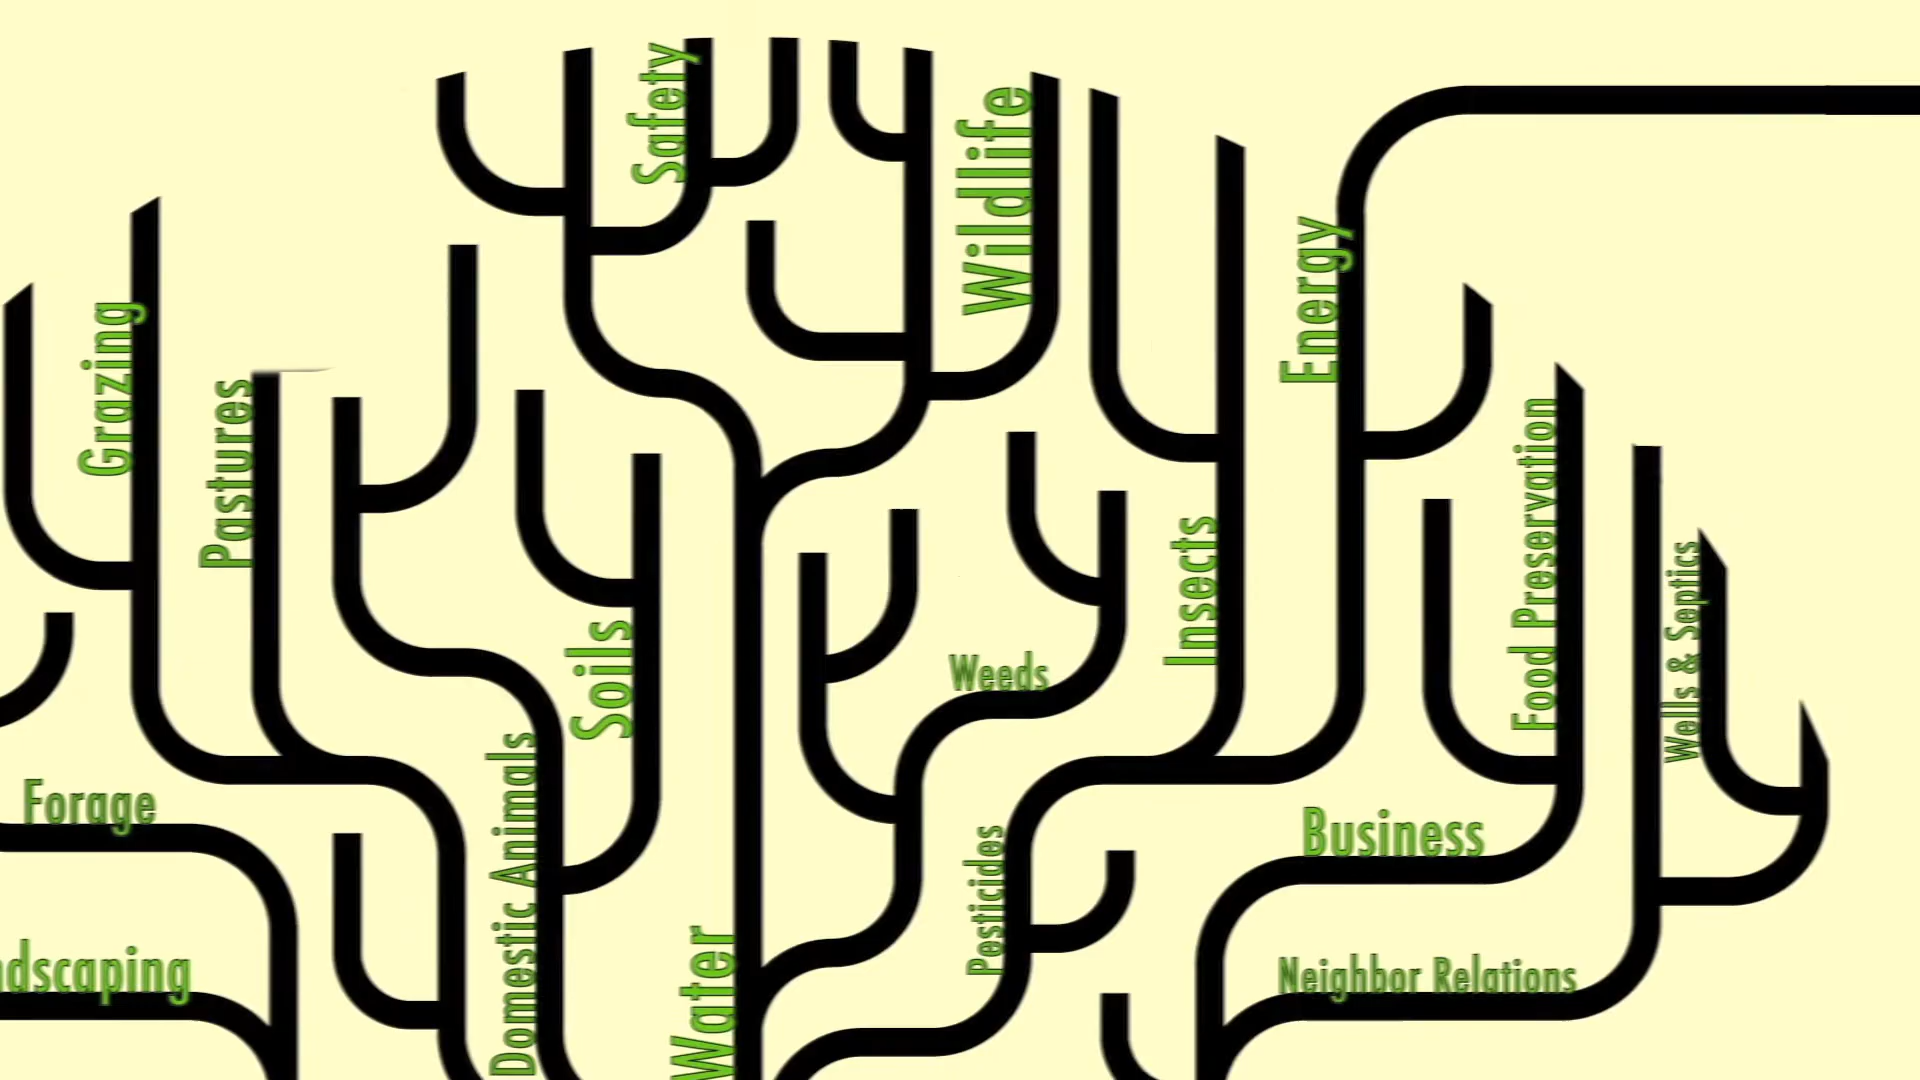 Safety
Wildlife
Energy
Grazing
Pastures
Food Preservation
Insects
Wells & Septics
Soils
Weeds
Domestic Animals
Forage
Business
Pesticides
Water
ndscaping
Neighbor Relations